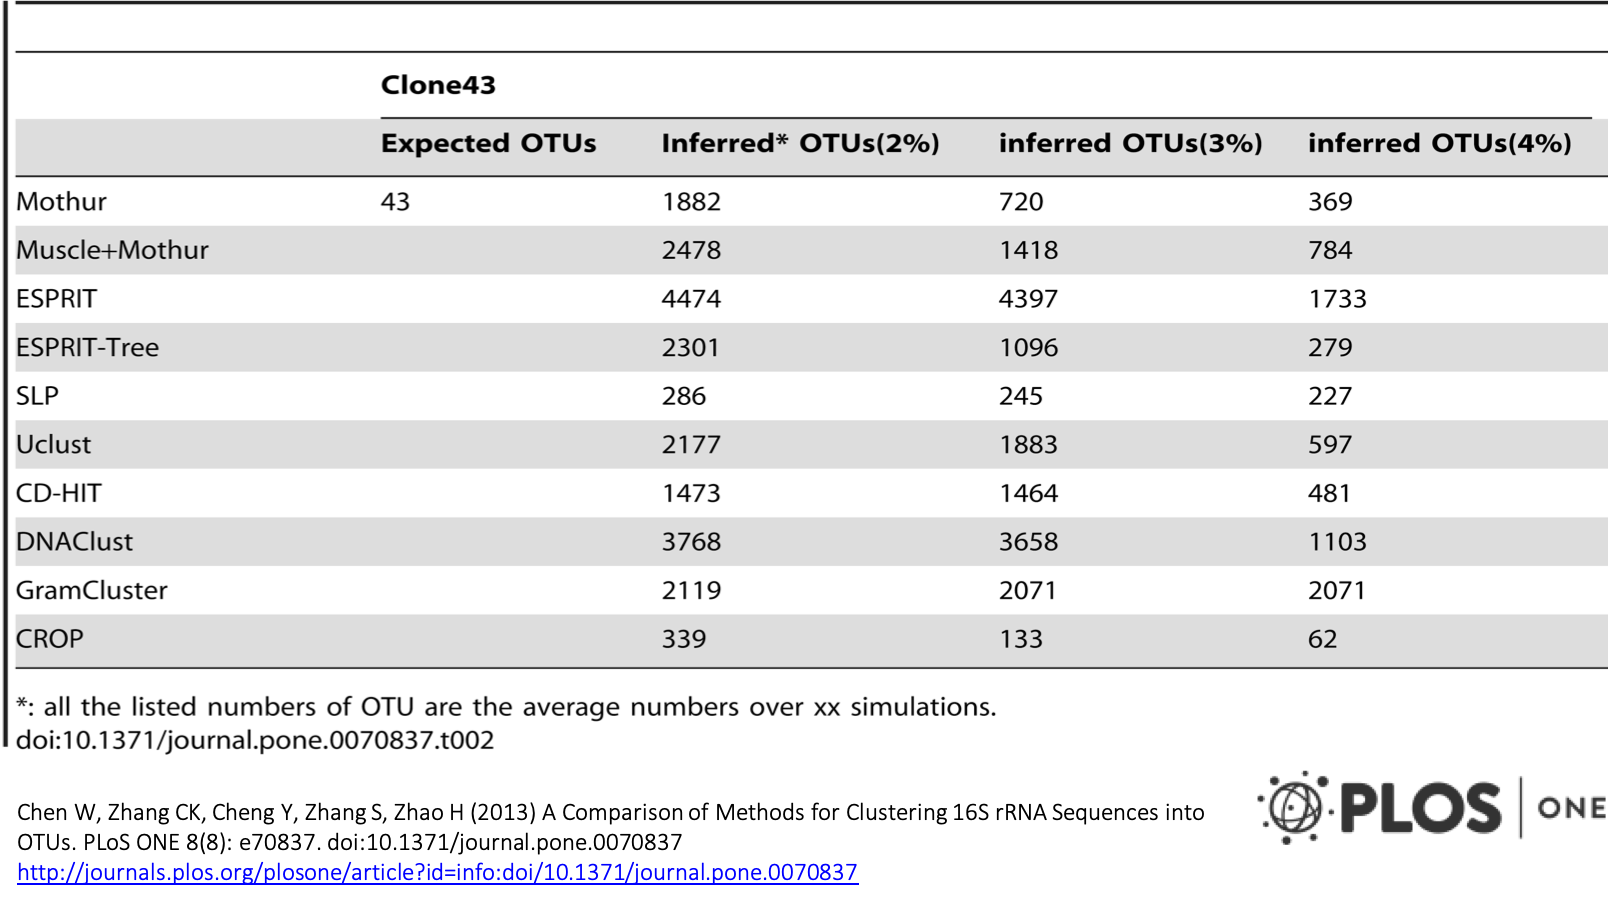 Clone43
Expected OTUs Inferred* OTUs(2%) inferred OTUs(3%) inferred OTUs(4%)
Mothur 43 1882 720 369
Muscle+Mothur 2478 1418 784
ESPRIT 4474 4397 1733
ESPRIT-Tree 2301 1096 279
SLP 286 245 227
Uclust 2177 1883 597
CD-HIT 1473 1464 481
DNAClust 3768 3658 1103
GramCluster 2119 2071 2071
CROP 339 133 62
*: all the listed numbers of OTU are the average numbers over xx simulations.
doi:10.1371/journal.pone.0070837.t002
Chen W, Zhang CK, Cheng Y, Zhang S, Zhao H (2013) A Comparison of Methods for Clustering 16S rRNA Sequences into
OTUs. PLoS ONE 8(8): e70837. doi:10.1371/journal.pone.0070837
http://journals.plos.org/plosone/article?id=info:doi/10.1371/journal.pone.0070837
PLOS ONE